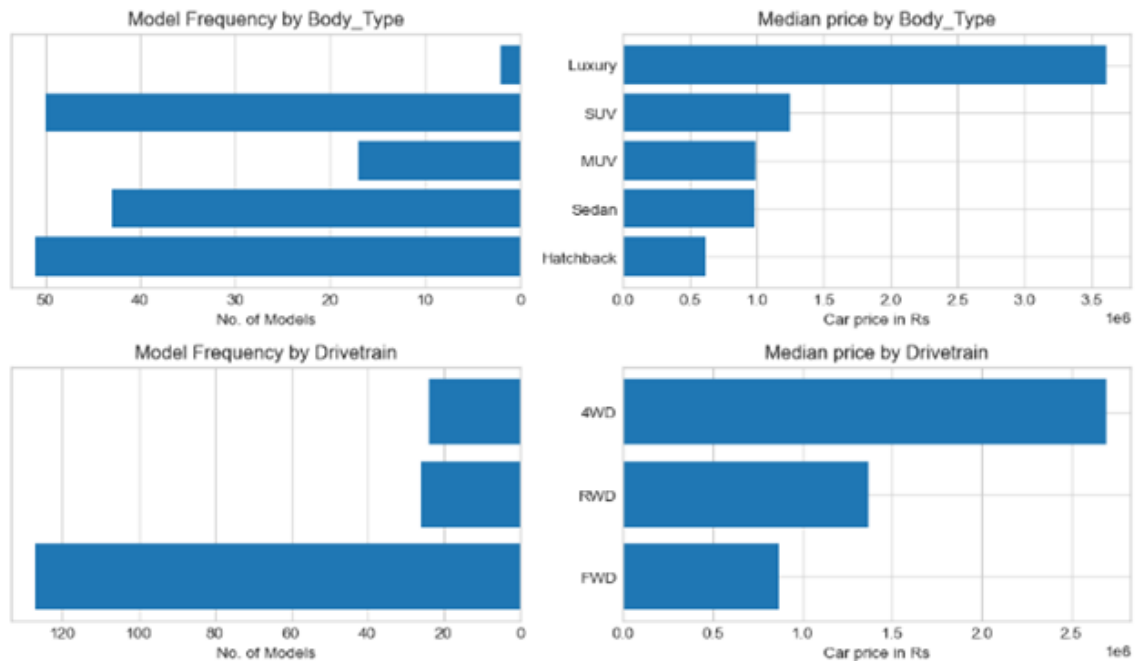 Model Frequency by Body_Type
50 40 30 20 10 0
No. of Models
Median price by Body_Type
Luxury
SUV
MUV
Sedan
Hatchback
0.0 0.5 1.0 1.5 2.0 2.5 3.0 3.5
Car price in Rs
1e6
Model Frequency by Drivetrain
120 100 80 60 40 20 0
No. of Models
Median price by Drivetrain
4WD
RWD
FWD
0.0 0.5 1.0 1.5 2.0 2.5
Car price in Rs
1e6